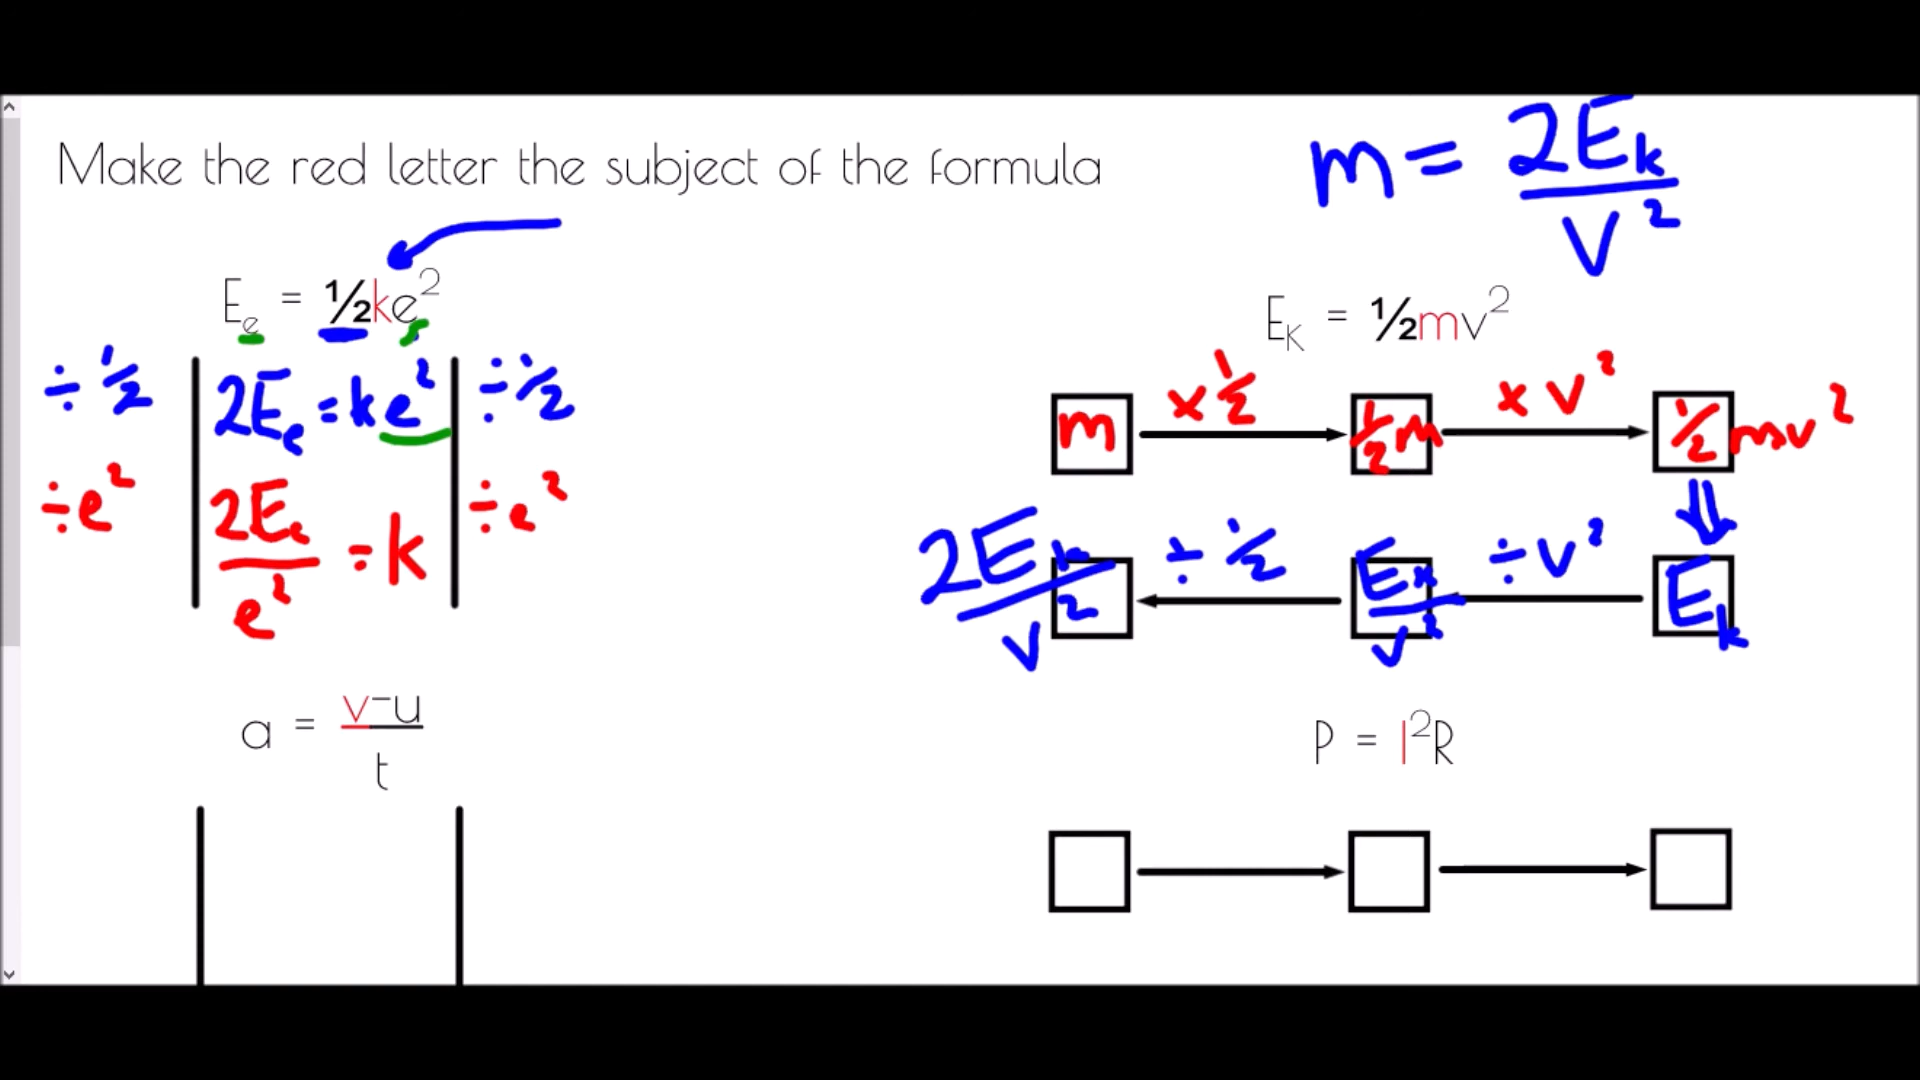 Make the red letter the subject of the formula
m = 2Eₖ / v²
Eₑ = ½ke²
÷½ 2Eₑ = ke² ÷½
÷e² 2Eₑ / e² = k ÷e²
E_K = ½mv²
m ×½ ½m ×v² ½mv²
2Eₖ / v² ÷½ Eₖ / v² ÷v² Eₖ
a = v-u / t
P = I²R